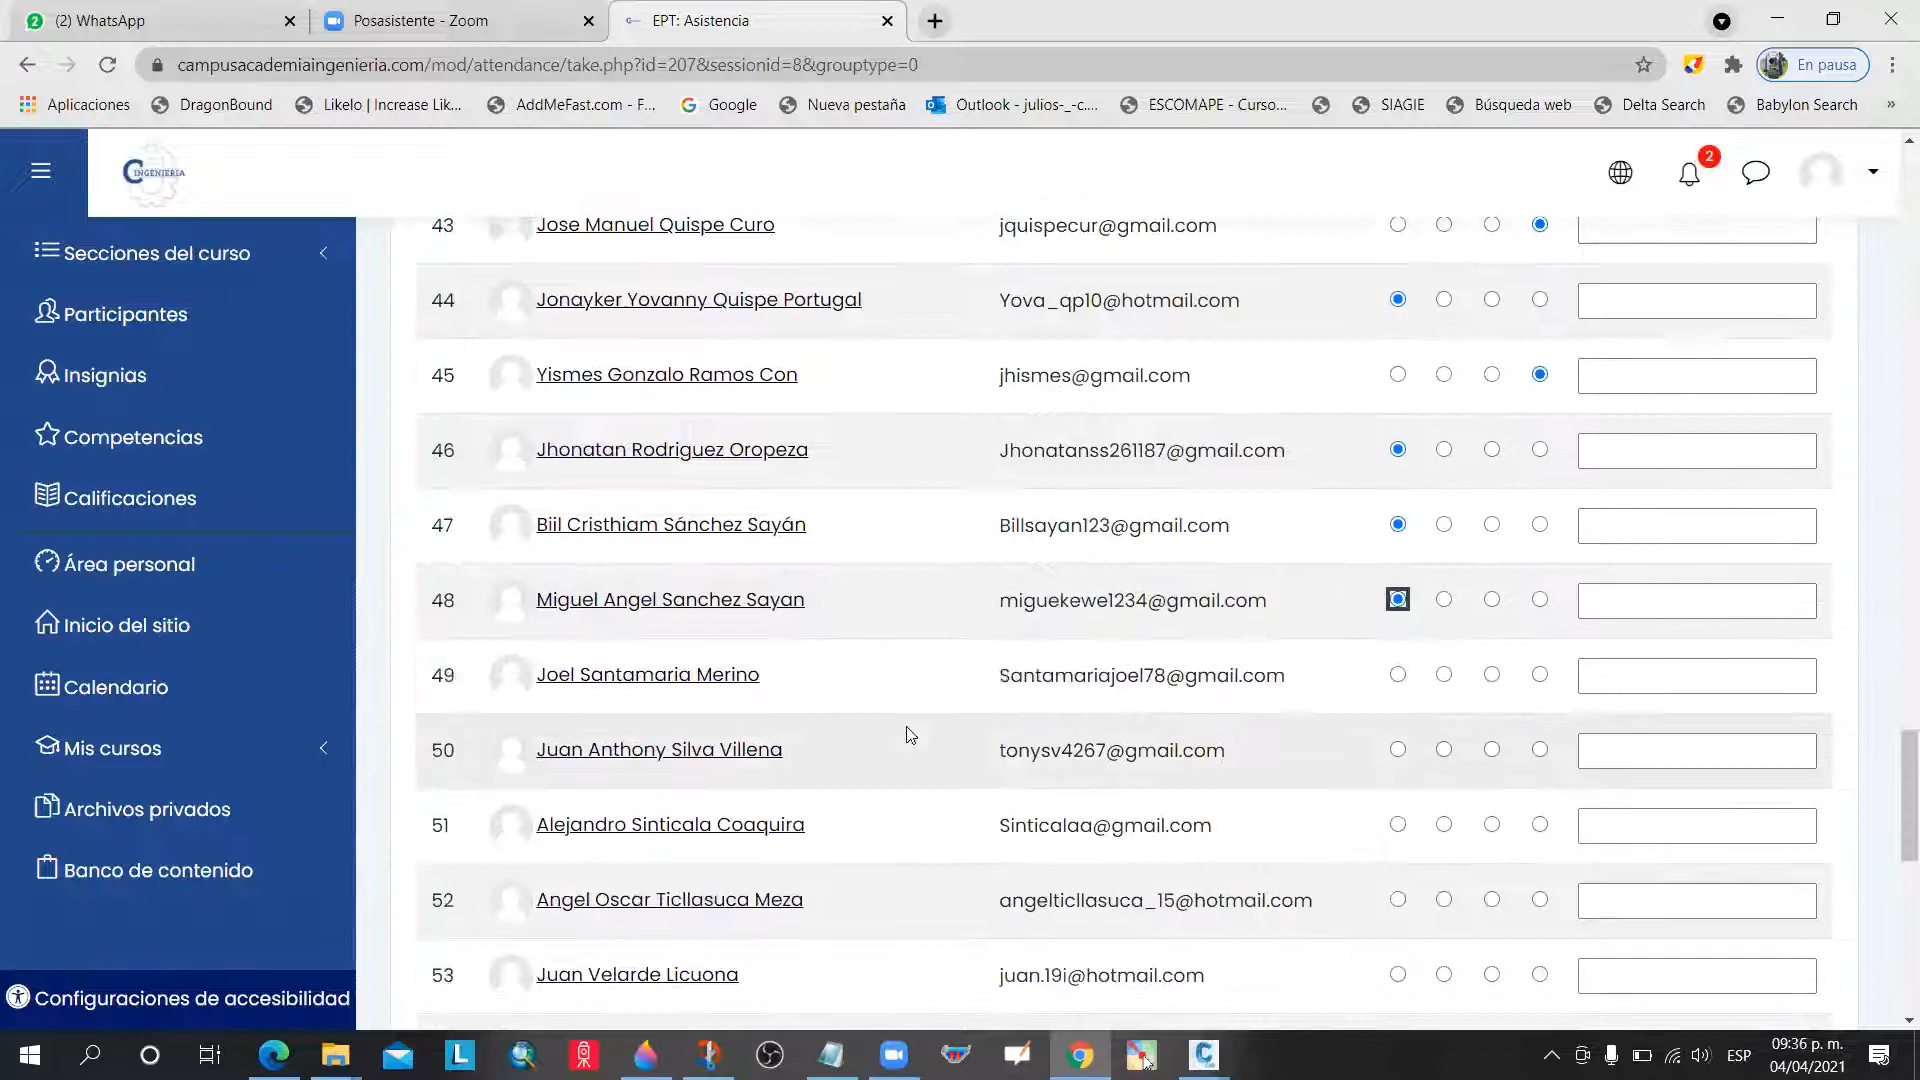 (2) WhatsApp
Posasistente - Zoom
EPT: Asistencia
campusacademiaingenieria.com/mod/attendance/take.php?id=207&sessionid=8&grouptype=0
En pausa
Aplicaciones
DragonBound
Likelo | Increase Lik...
AddMeFast.com - F...
Google
Nueva pestaña
Outlook - julios-_-c....
ESCOMAPE - Curso...
SIAGIE
Búsqueda web
Delta Search
Babylon Search
»
C INGENIERIA
2
Secciones del curso
Participantes
Insignias
Competencias
Calificaciones
Área personal
Inicio del sitio
Calendario
Mis cursos
Archivos privados
Banco de contenido
Configuraciones de accesibilidad
43 Jose Manuel Quispe Curo jquispecur@gmail.com
44 Jonayker Yovanny Quispe Portugal Yova_qp10@hotmail.com
45 Yismes Gonzalo Ramos Con jhismes@gmail.com
46 Jhonatan Rodriguez Oropeza Jhonatanss261187@gmail.com
47 Biil Cristhiam Sánchez Sayán Billsayan123@gmail.com
48 Miguel Angel Sanchez Sayan miguekewe1234@gmail.com
49 Joel Santamaria Merino Santamariajoel78@gmail.com
50 Juan Anthony Silva Villena tonysv4267@gmail.com
51 Alejandro Sinticala Coaquira Sinticalaa@gmail.com
52 Angel Oscar Ticllasuca Meza angelticllasuca_15@hotmail.com
53 Juan Velarde Licuona juan.19i@hotmail.com
L
C
ESP
09:36 p. m.
04/04/2021